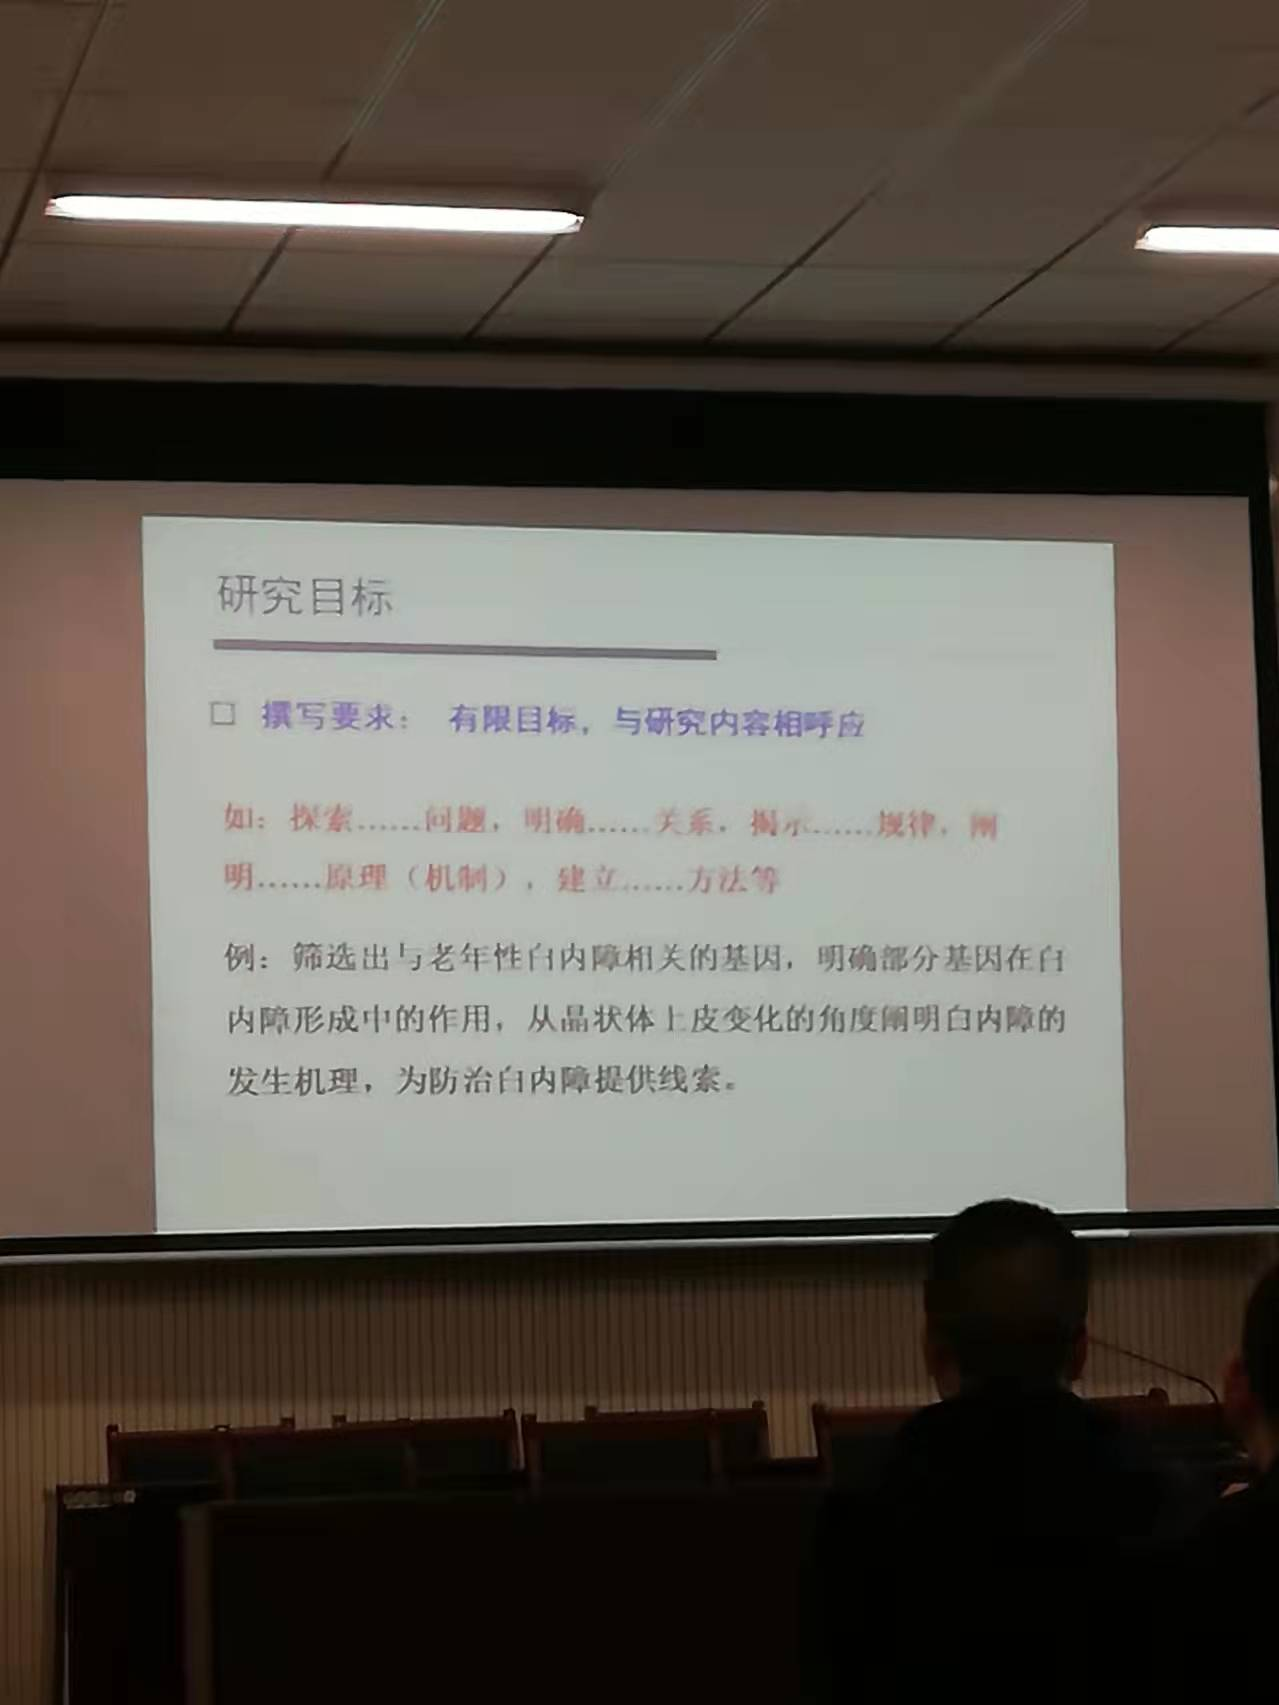 研究目标
□ 撰写要求： 有限目标，与研究内容相呼应
如：探索……问题，明确……关系，揭示……规律，阐
明……原理（机制），建立……方法等
例：筛选出与老年性白内障相关的基因，明确部分基因在白
内障形成中的作用，从晶状体上皮变化的角度阐明白内障的
发生机理，为防治白内障提供线索。